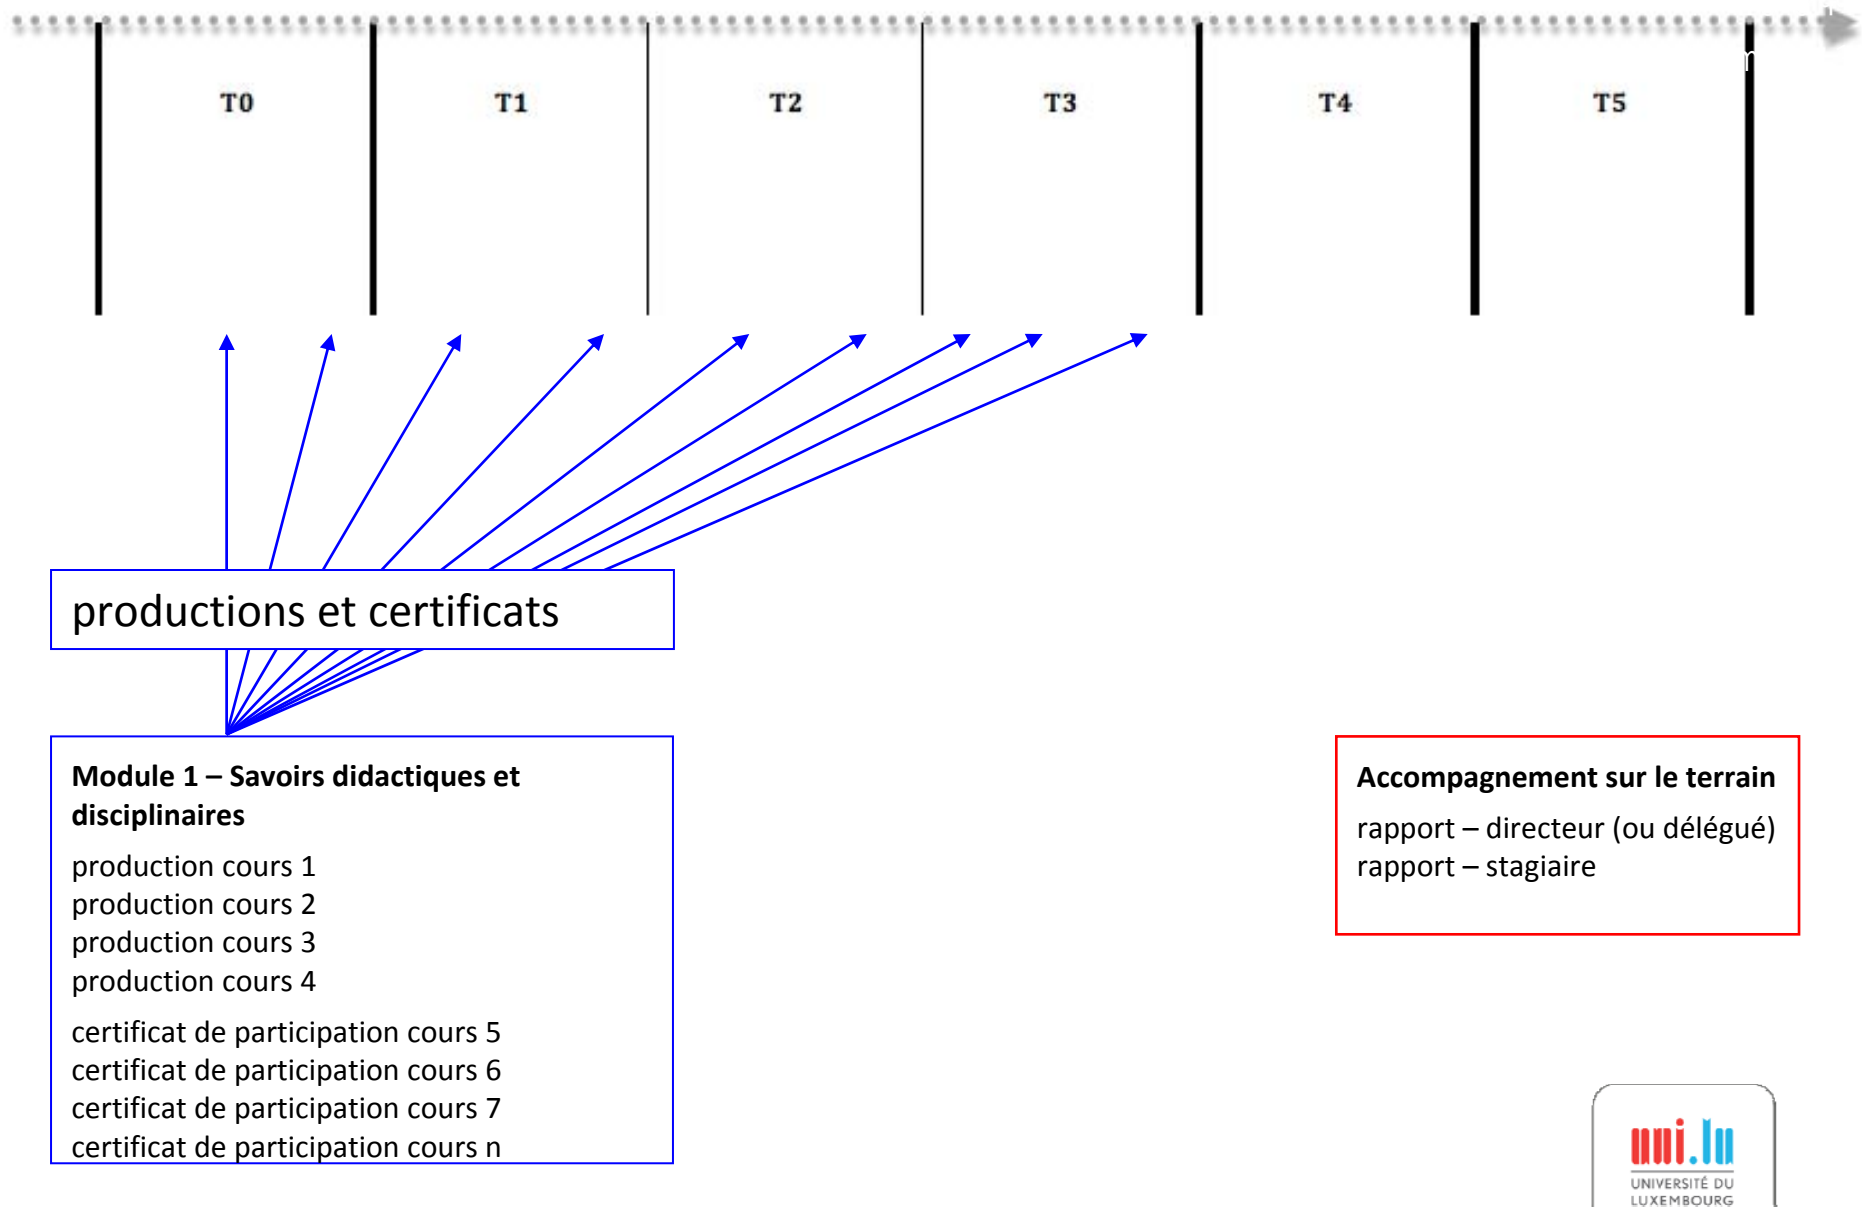 T0 T1 T2 T3 T4 T5
productions et certificats
Module 1 – Savoirs didactiques et
disciplinaires
production cours 1
production cours 2
production cours 3
production cours 4
certificat de participation cours 5
certificat de participation cours 6
certificat de participation cours 7
certificat de participation cours n
Accompagnement sur le terrain
rapport – directeur (ou délégué)
rapport – stagiaire
uni.lu
UNIVERSITÉ DU
LUXEMBOURG